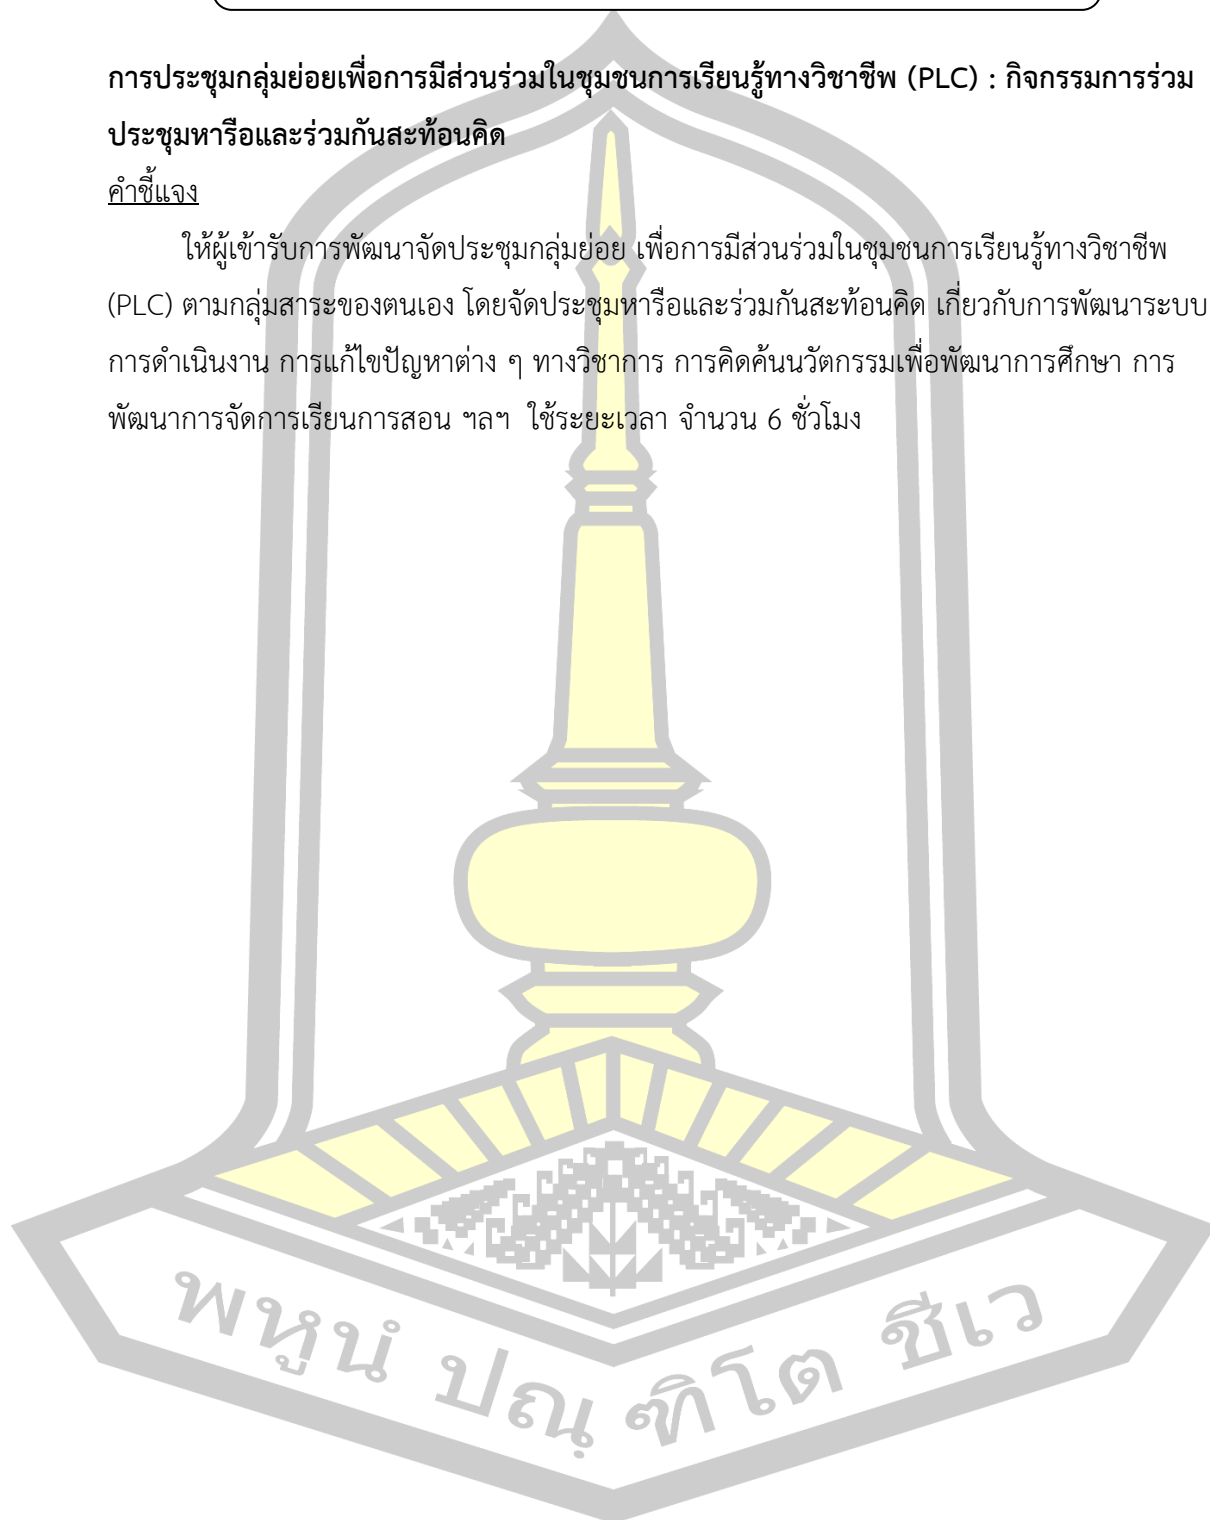 การประชุมกลุ่มย่อยเพื่อการมีส่วนร่วมในชุมชนการเรียนรู้ทางวิชาชีพ (PLC) : กิจกรรมการร่วม
ประชุมหารือและร่วมกันสะท้อนคิด
คำชี้แจง
ให้ผู้เข้ารับการพัฒนาจัดประชุมกลุ่มย่อย เพื่อการมีส่วนร่วมในชุมชนการเรียนรู้ทางวิชาชีพ
(PLC) ตามกลุ่มสาระของตนเอง โดยจัดประชุมหารือและร่วมกันสะท้อนคิด เกี่ยวกับการพัฒนาระบบ
การดำเนินงาน การแก้ไขปัญหาต่าง ๆ ทางวิชาการ การคิดค้นนวัตกรรมเพื่อพัฒนาการศึกษา การ
พัฒนาการจัดการเรียนการสอน ฯลฯ ใช้ระยะเวลา จำนวน 6 ชั่วโมง
พหูนํ ปณฺฑิโต ชีเว